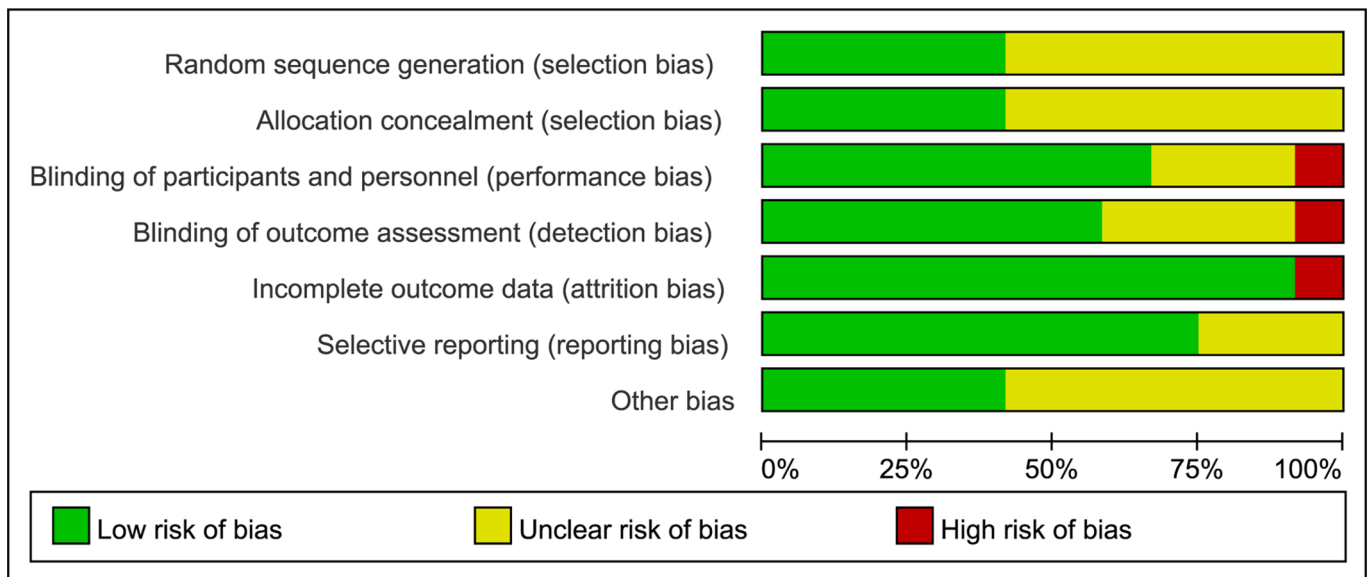 Random sequence generation (selection bias)
Allocation concealment (selection bias)
Blinding of participants and personnel (performance bias)
Blinding of outcome assessment (detection bias)
Incomplete outcome data (attrition bias)
Selective reporting (reporting bias)
Other bias
0% 25% 50% 75% 100%
Low risk of bias Unclear risk of bias High risk of bias